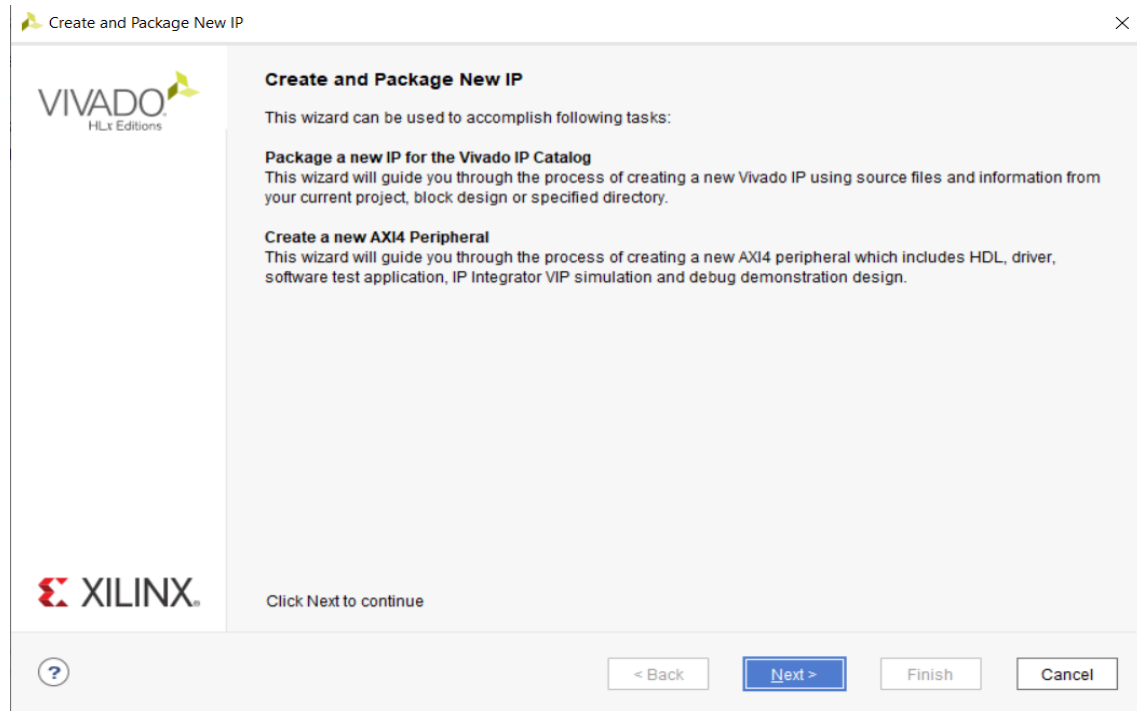 Create and Package New IP
VIVADO
HLx Editions
Create and Package New IP
This wizard can be used to accomplish following tasks:
Package a new IP for the Vivado IP Catalog
This wizard will guide you through the process of creating a new Vivado IP using source files and information from
your current project, block design or specified directory.
Create a new AXI4 Peripheral
This wizard will guide you through the process of creating a new AXI4 peripheral which includes HDL, driver,
software test application, IP Integrator VIP simulation and debug demonstration design.
XILINX
Click Next to continue
?
< Back
Next >
Finish
Cancel